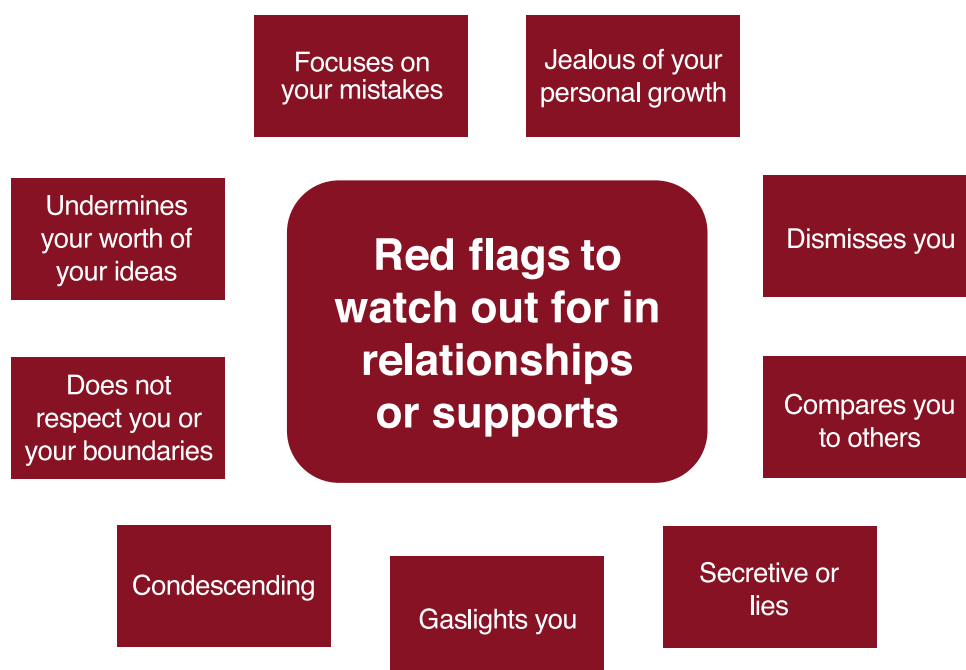 Focuses on
your mistakes
Jealous of your
personal growth
Undermines
your worth of
your ideas
Red flags to
watch out for in
relationships
or supports
Dismisses you
Does not
respect you or
your boundaries
Compares you
to others
Condescending
Gaslights you
Secretive or
lies